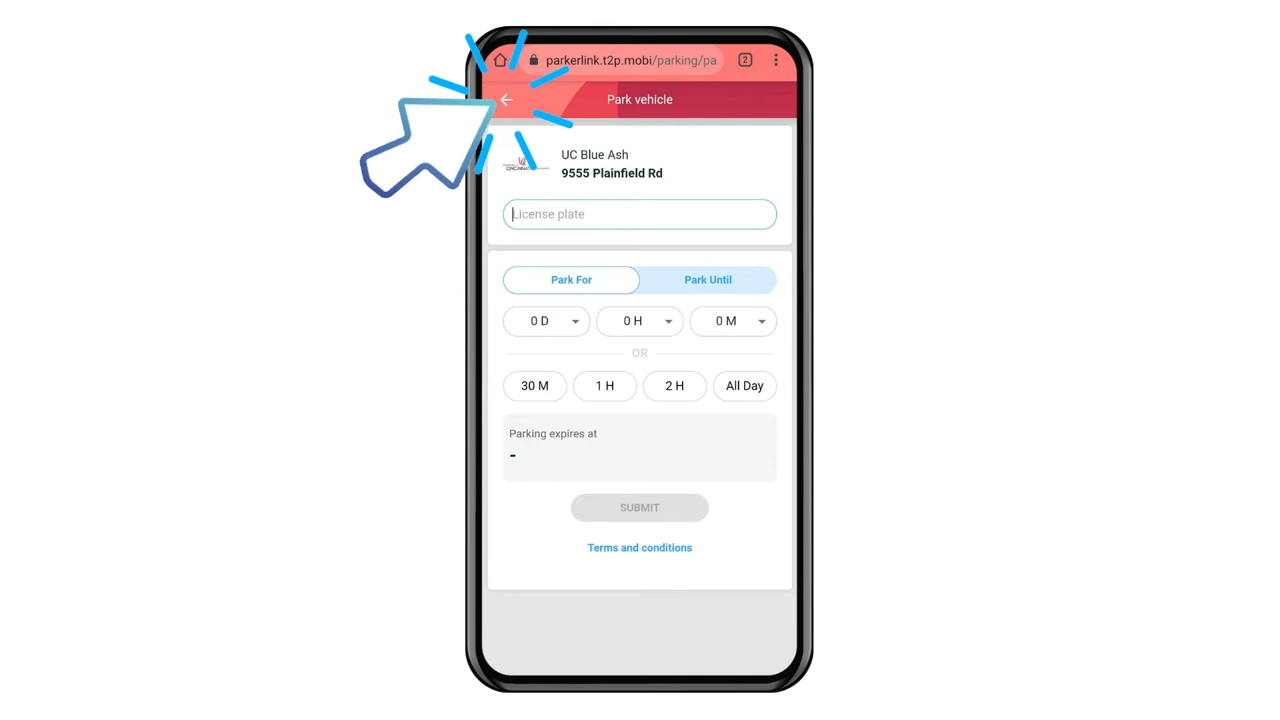 parkerlink.t2p.mobi/parking/pa
2
Park vehicle
UC Blue Ash
9555 Plainfield Rd
CINCINNATI
License plate
Park For
Park Until
0 D
0 H
0 M
OR
30 M
1 H
2 H
All Day
Parking expires at
-
SUBMIT
Terms and conditions